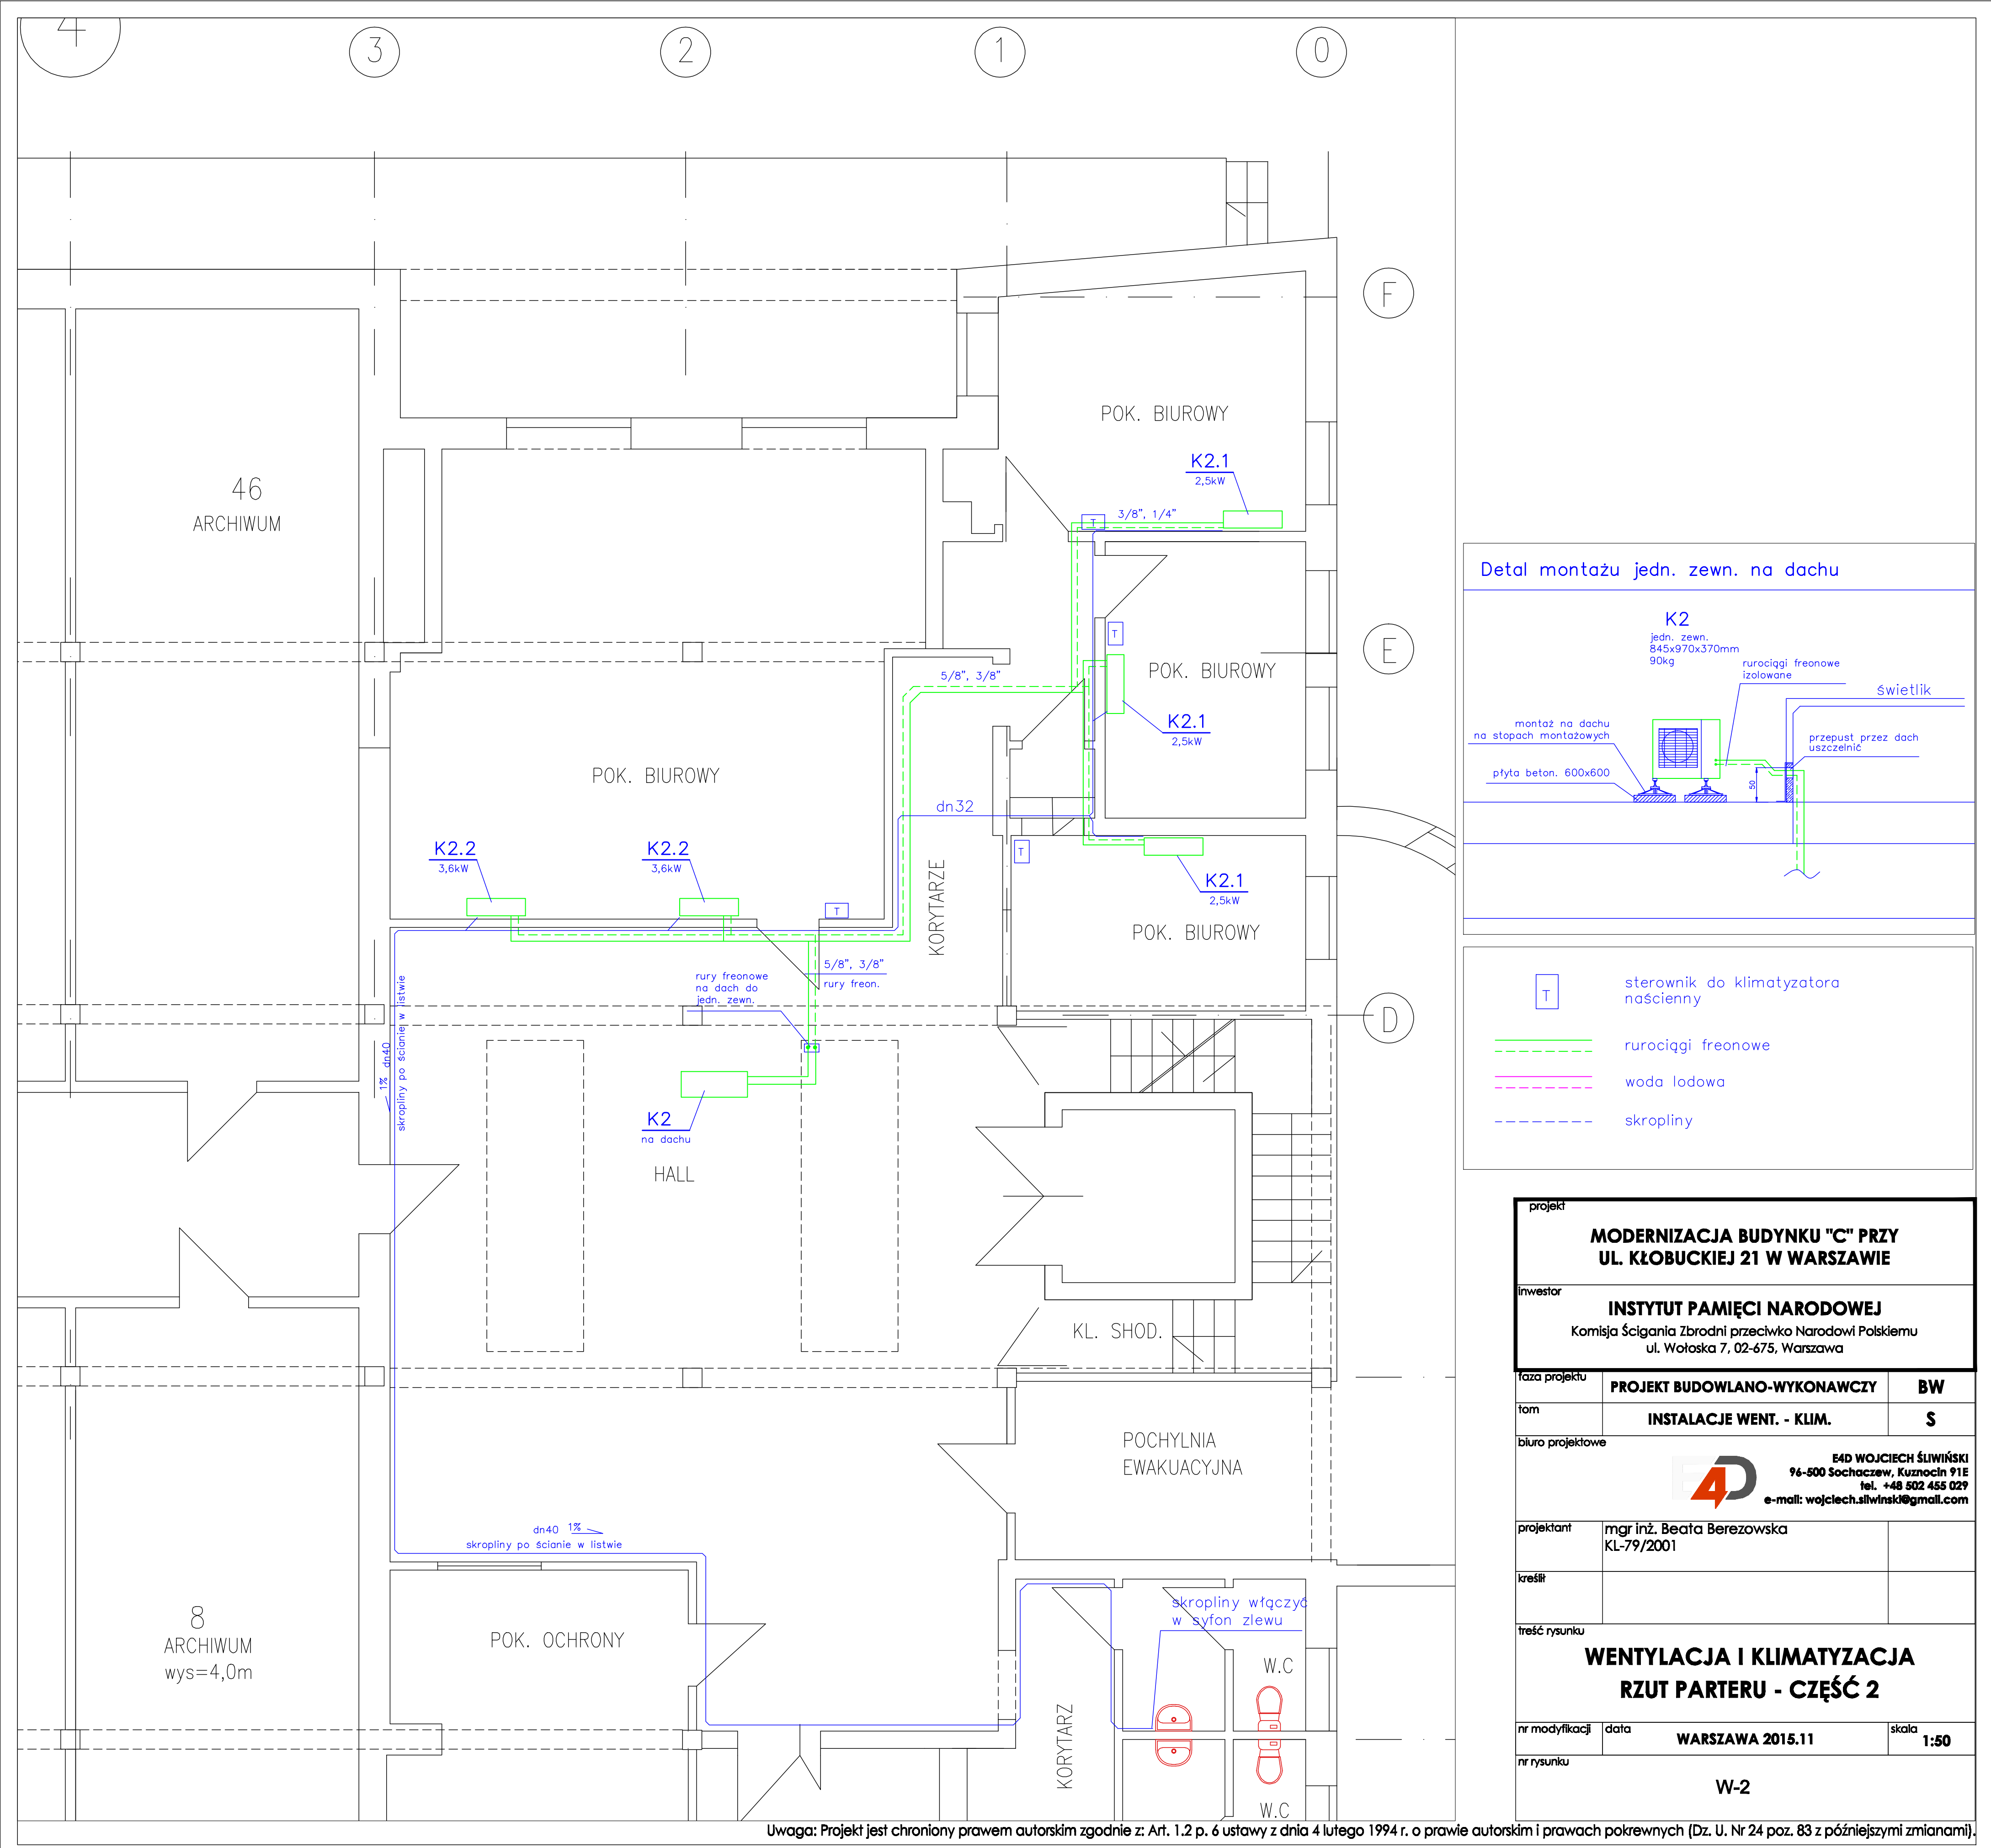 4
3
2
1
0
F
POK. BIUROWY
K2.1
2,5kW
46
ARCHIWUM
3/8", 1/4"
T
T
E
POK. BIUROWY
5/8", 3/8"
K2.1
2,5kW
POK. BIUROWY
dn32
K2.2
3,6kW
K2.2
3,6kW
T
T
K2.1
2,5kW
KORYTARZE
POK. BIUROWY
5/8", 3/8"
rury freon.
rury freonowe
na dach do
jedn. zewn.
D
1% dn40
skropliny po ścianie w listwie
K2
na dachu
HALL
KL. SHOD.
POCHYLNIA
EWAKUACYJNA
dn40 1%
skropliny po ścianie w listwie
8
ARCHIWUM
wys=4,0m
POK. OCHRONY
skropliny włączyć
w syfon zlewu
W.C
KORYTARZ
W.C
Detal montażu jedn. zewn. na dachu
K2
jedn. zewn.
845x970x370mm
90kg
rurociągi freonowe
izolowane
świetlik
montaż na dachu
na stopach montażowych
przepust przez dach
uszczelnić
płyta beton. 600x600
50
T
sterownik do klimatyzatora
naścienny
rurociągi freonowe
woda lodowa
skropliny
projekt
MODERNIZACJA BUDYNKU "C" PRZY
UL. KŁOBUCKIEJ 21 W WARSZAWIE
inwestor
INSTYTUT PAMIĘCI NARODOWEJ
Komisja Ścigania Zbrodni przeciwko Narodowi Polskiemu
ul. Wołoska 7, 02-675, Warszawa
faza projektu
PROJEKT BUDOWLANO-WYKONAWCZY
BW
tom
INSTALACJE WENT. - KLIM.
S
biuro projektowe
E4D
E4D WOJCIECH ŚLIWIŃSKI
96-500 Sochaczew, Kuznocin 91E
tel. +48 502 455 029
e-mail: wojciech.sliwinski@gmail.com
projektant
mgr inż. Beata Berezowska
KL-79/2001
kreślił
treść rysunku
WENTYLACJA I KLIMATYZACJA
RZUT PARTERU - CZĘŚĆ 2
nr modyfikacji
data
WARSZAWA 2015.11
skala
1:50
nr rysunku
W-2
Uwaga: Projekt jest chroniony prawem autorskim zgodnie z: Art. 1.2 p. 6 ustawy z dnia 4 lutego 1994 r. o prawie autorskim i prawach pokrewnych (Dz. U. Nr 24 poz. 83 z późniejszymi zmianami).